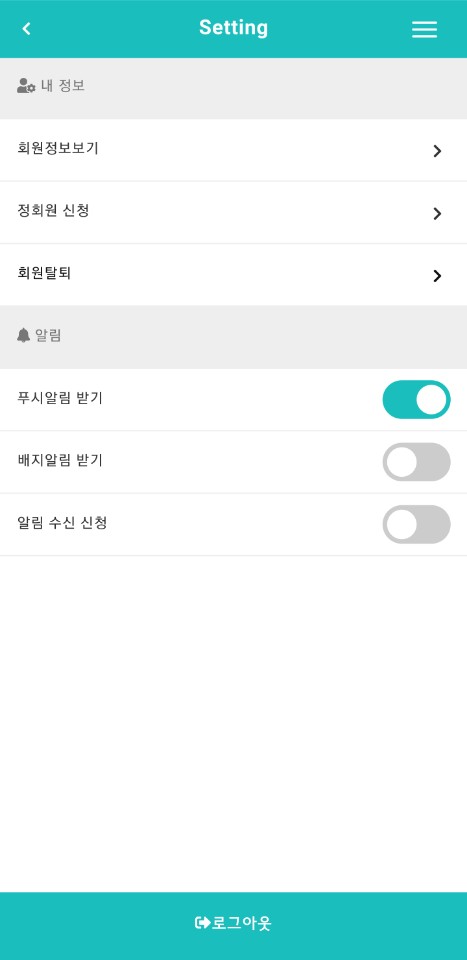 Setting
내 정보
회원정보보기
정회원 신청
회원탈퇴
알림
푸시알림 받기
배지알림 받기
알림 수신 신청
로그아웃